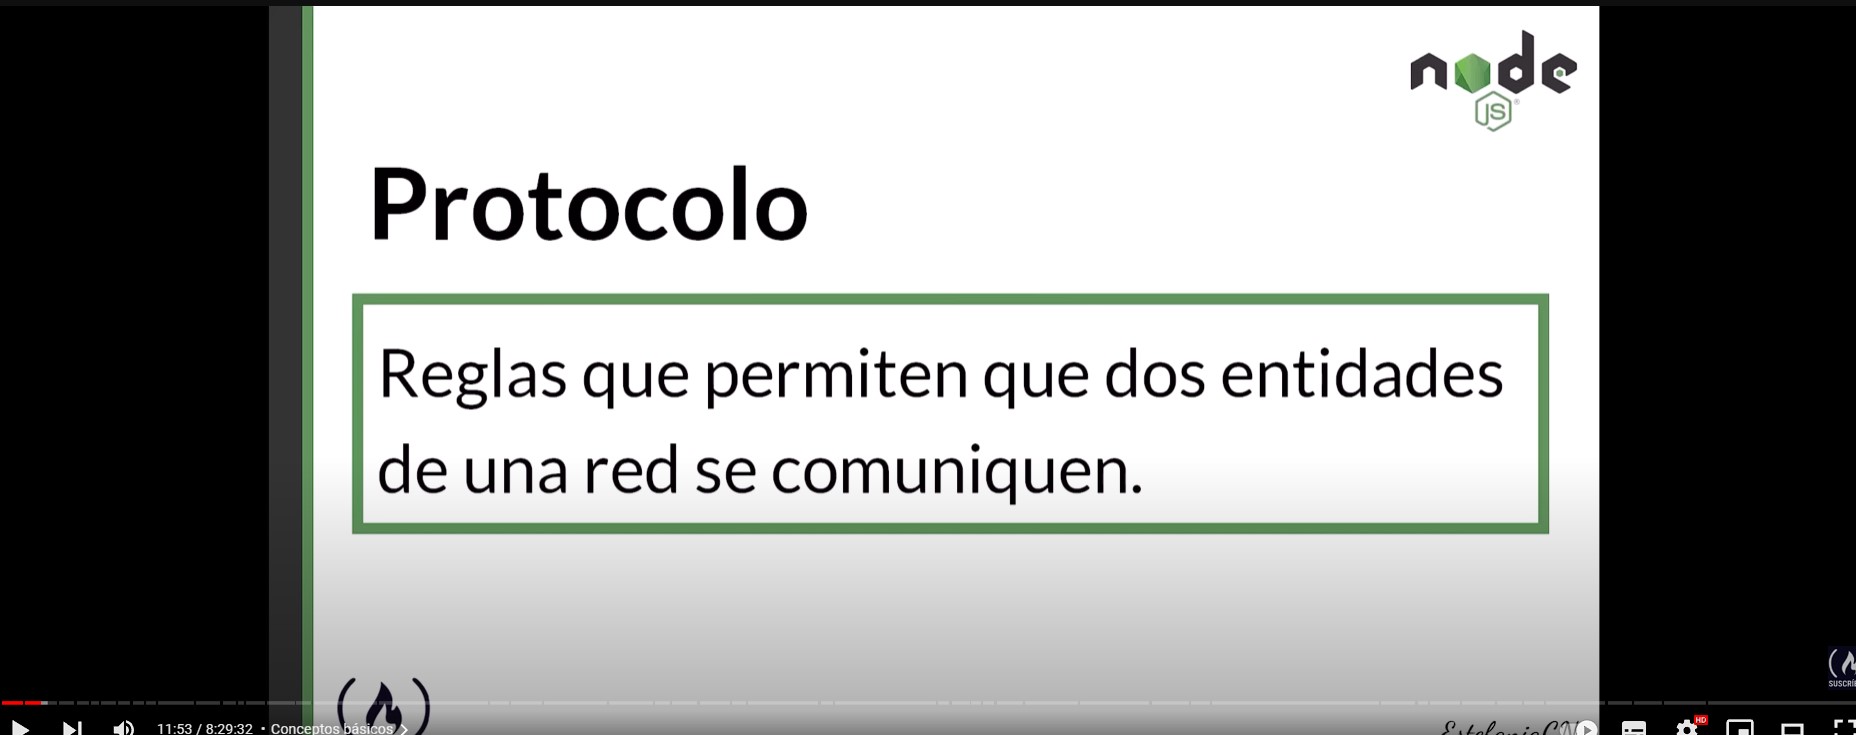 node
JS
Protocolo
Reglas que permiten que dos entidades
de una red se comuniquen.
11:53 / 8:29:32 • Conceptos básicos
HD